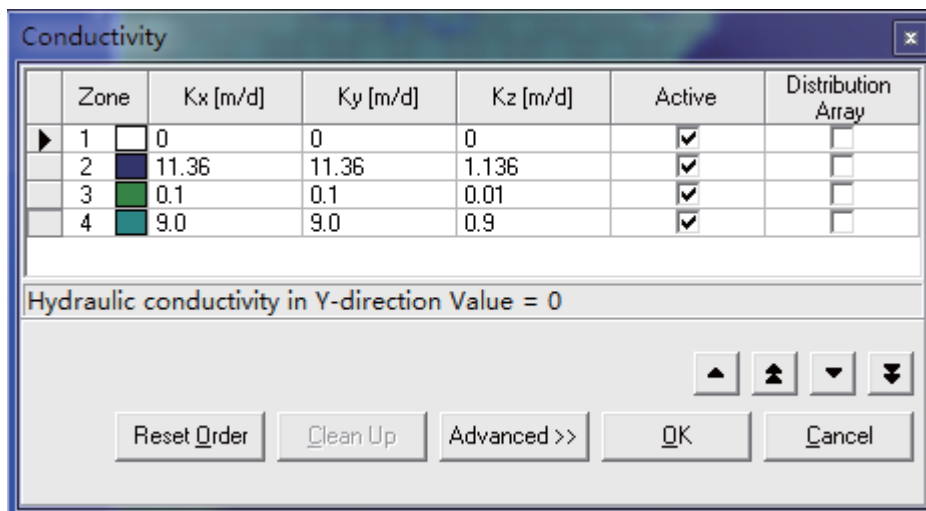 Conductivity
Zone Kx [m/d] Ky [m/d] Kz [m/d] Active Distribution Array
1 0 0 0
2 11.36 11.36 1.136
3 0.1 0.1 0.01
4 9.0 9.0 0.9
Hydraulic conductivity in Y-direction Value = 0
Reset Order Clean Up Advanced >> OK Cancel